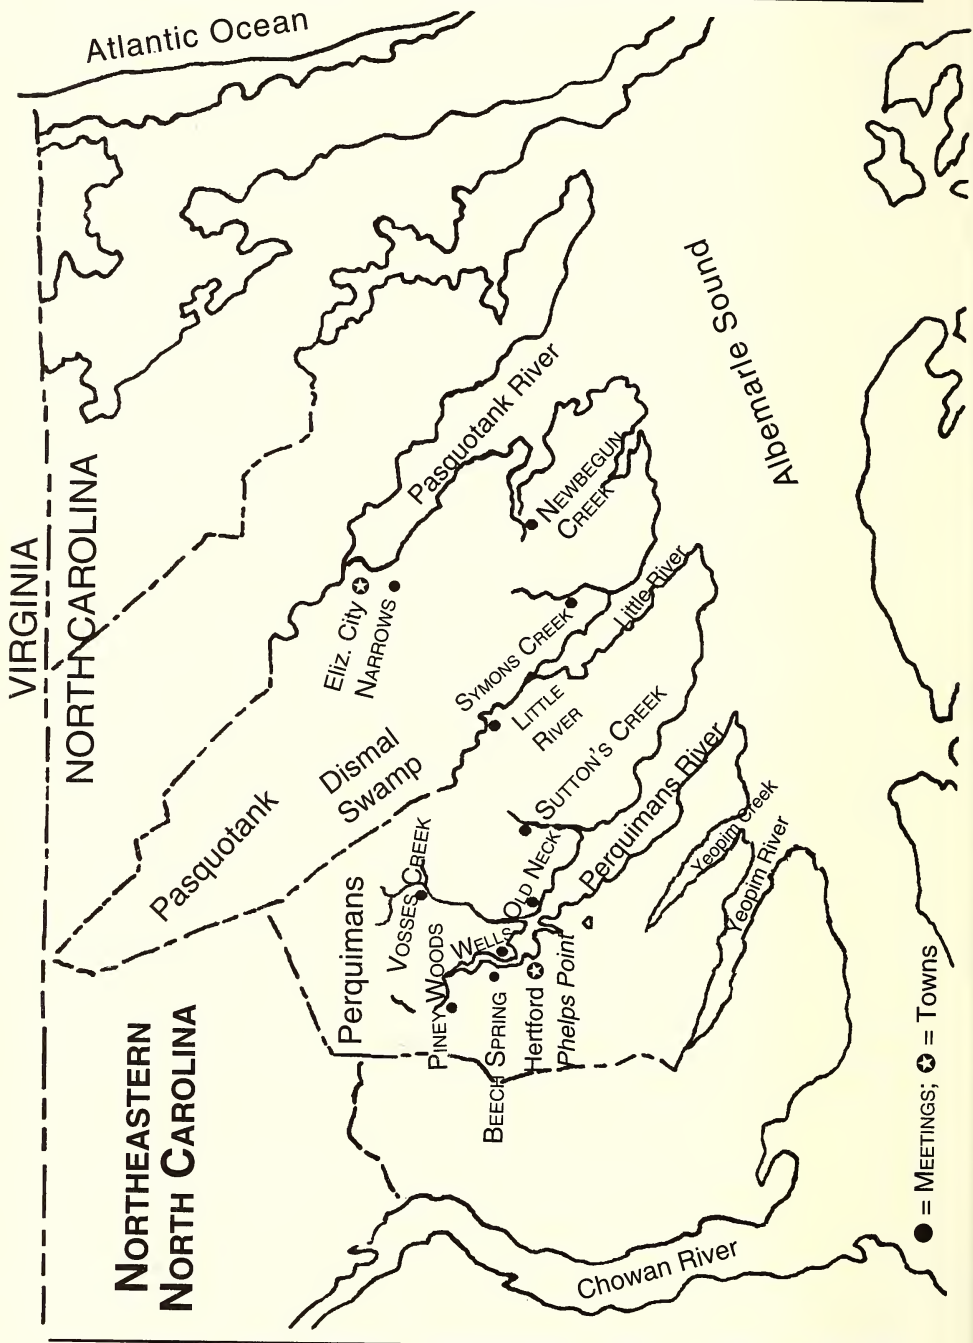 NORTHEASTERN
NORTH CAROLINA
VIRGINIA
NORTH CAROLINA
Atlantic Ocean
Pasquotank
Dismal
Swamp
Eliz. City
NARROWS
Pasquotank River
NEWBEGUN
CREEK
Albemarle Sound
SYMONS CREEK
Little River
LITTLE
RIVER
SUTTON'S CREEK
Perquimans
VOSSES CREEK
PINEY WOODS
WELLS
OLD NECK
BEECH SPRING
Hertford
Phelps Point
Perquimans River
Yeopim Creek
Yeopim River
Chowan River
● = MEETINGS; ✪ = TOWNS